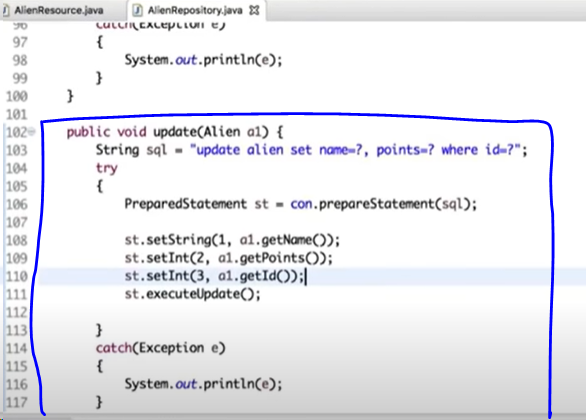 AlienResource.java AlienRepository.java
96 catch(Exception e)
97 {
98 System.out.println(e);
99 }
100 }
101
102 public void update(Alien a1) {
103 String sql = "update alien set name=?, points=? where id=?";
104 try
105 {
106 PreparedStatement st = con.prepareStatement(sql);
107
108 st.setString(1, a1.getName());
109 st.setInt(2, a1.getPoints());
110 st.setInt(3, a1.getId());
111 st.executeUpdate();
112
113 }
114 catch(Exception e)
115 {
116 System.out.println(e);
117 }